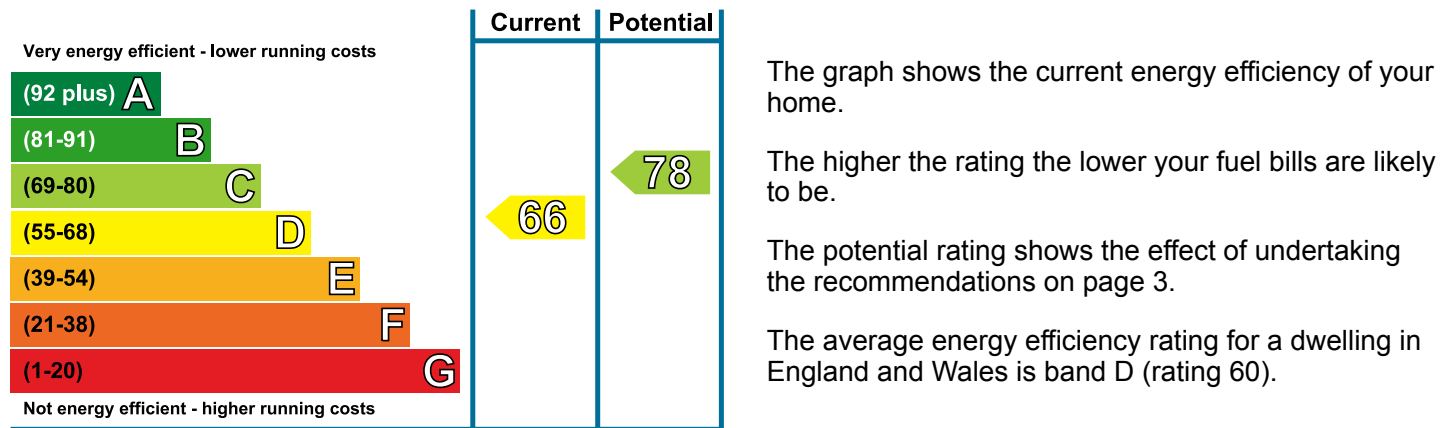 Current Potential
Very energy efficient - lower running costs
(92 plus) A
(81-91) B
(69-80) C
78
(55-68) D
66
(39-54) E
(21-38) F
(1-20) G
Not energy efficient - higher running costs
The graph shows the current energy efficiency of your
home.
The higher the rating the lower your fuel bills are likely
to be.
The potential rating shows the effect of undertaking
the recommendations on page 3.
The average energy efficiency rating for a dwelling in
England and Wales is band D (rating 60).